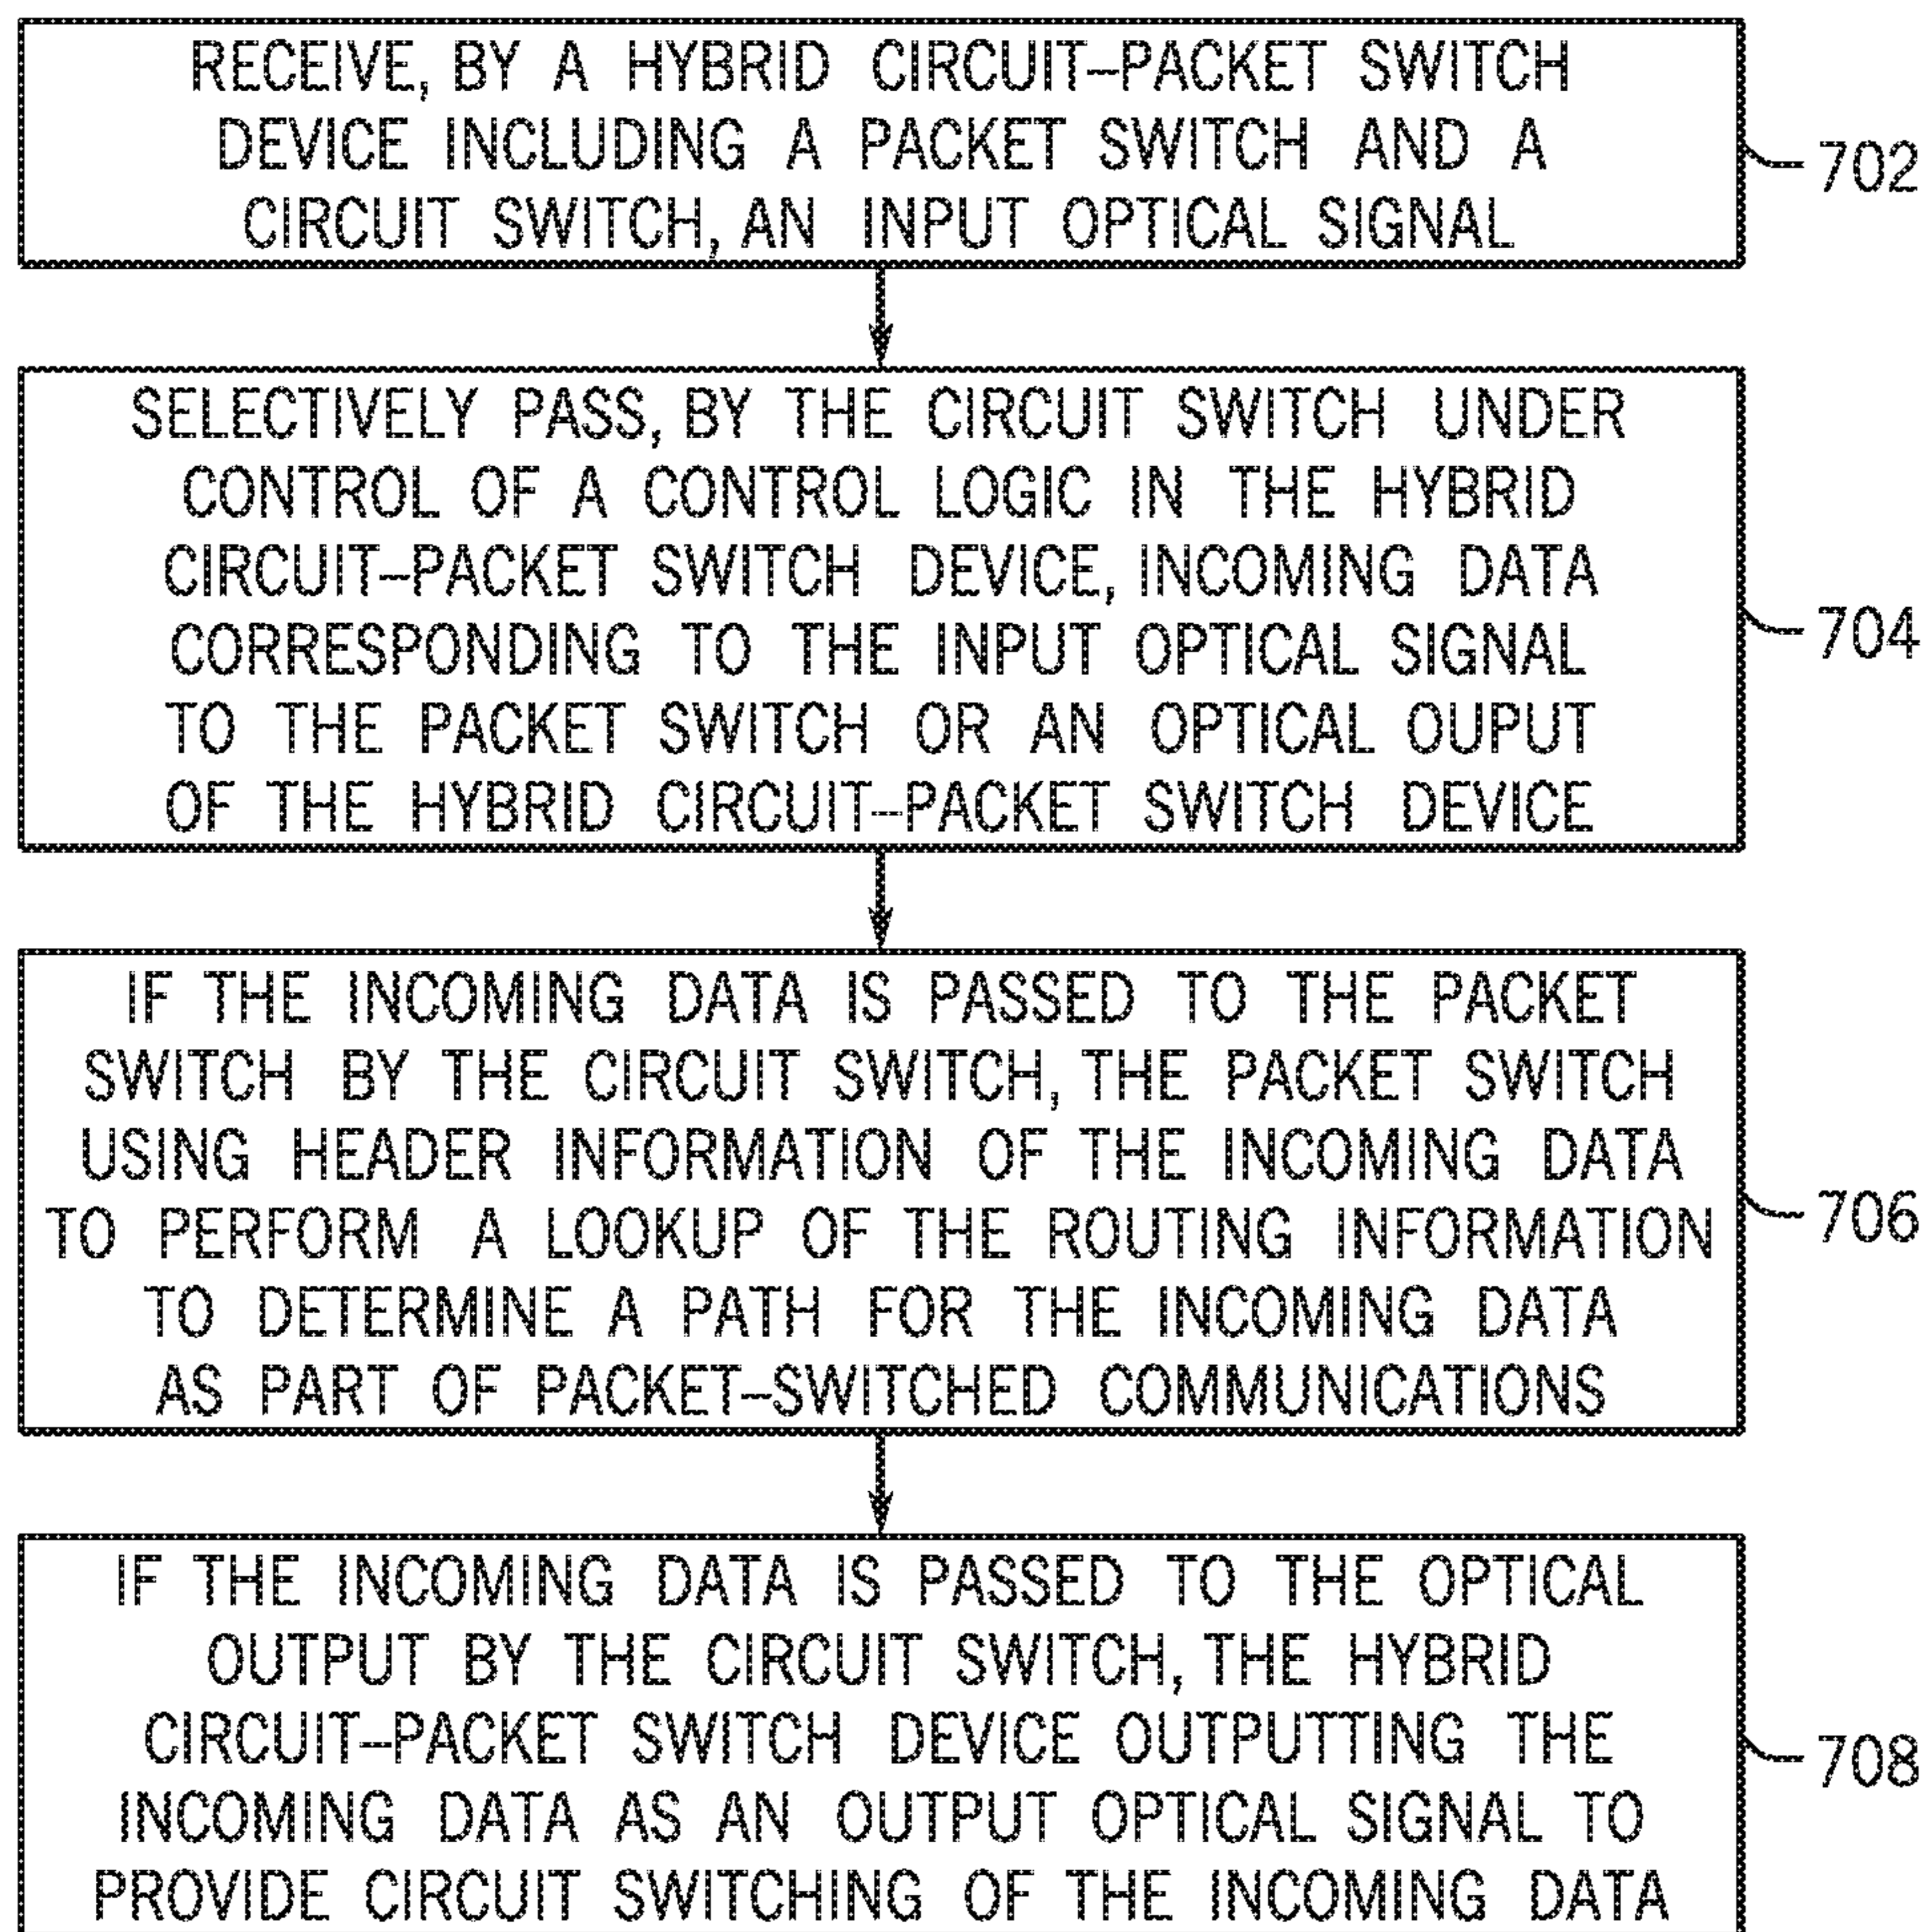 RECEIVE, BY A HYBRID CIRCUIT–PACKET SWITCH
DEVICE INCLUDING A PACKET SWITCH AND A
CIRCUIT SWITCH, AN INPUT OPTICAL SIGNAL
702
SELECTIVELY PASS, BY THE CIRCUIT SWITCH UNDER
CONTROL OF A CONTROL LOGIC IN THE HYBRID
CIRCUIT–PACKET SWITCH DEVICE, INCOMING DATA
CORRESPONDING TO THE INPUT OPTICAL SIGNAL
TO THE PACKET SWITCH OR AN OPTICAL OUPUT
OF THE HYBRID CIRCUIT–PACKET SWITCH DEVICE
704
IF THE INCOMING DATA IS PASSED TO THE PACKET
SWITCH BY THE CIRCUIT SWITCH, THE PACKET SWITCH
USING HEADER INFORMATION OF THE INCOMING DATA
TO PERFORM A LOOKUP OF THE ROUTING INFORMATION
TO DETERMINE A PATH FOR THE INCOMING DATA
AS PART OF PACKET–SWITCHED COMMUNICATIONS
706
IF THE INCOMING DATA IS PASSED TO THE OPTICAL
OUTPUT BY THE CIRCUIT SWITCH, THE HYBRID
CIRCUIT–PACKET SWITCH DEVICE OUTPUTTING THE
INCOMING DATA AS AN OUTPUT OPTICAL SIGNAL TO
PROVIDE CIRCUIT SWITCHING OF THE INCOMING DATA
708